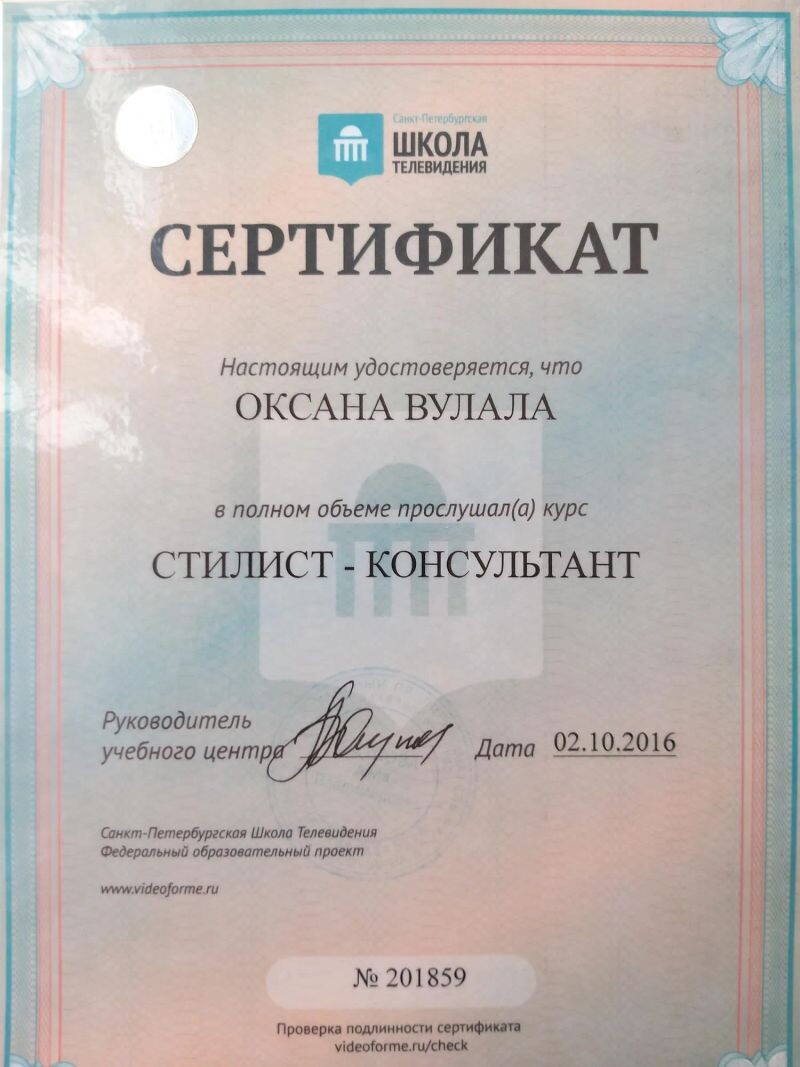 Санкт-Петербургская
ШКОЛА
ТЕЛЕВИДЕНИЯ
СЕРТИФИКАТ
Настоящим удостоверяется, что
ОКСАНА ВУЛАЛА
в полном объеме прослушал(а) курс
СТИЛИСТ - КОНСУЛЬТАНТ
Руководитель
учебного центра
Дата 02.10.2016
Санкт-Петербургская Школа Телевидения
Федеральный образовательный проект
www.videoforme.ru
№ 201859
Проверка подлинности сертификата
videoforme.ru/check